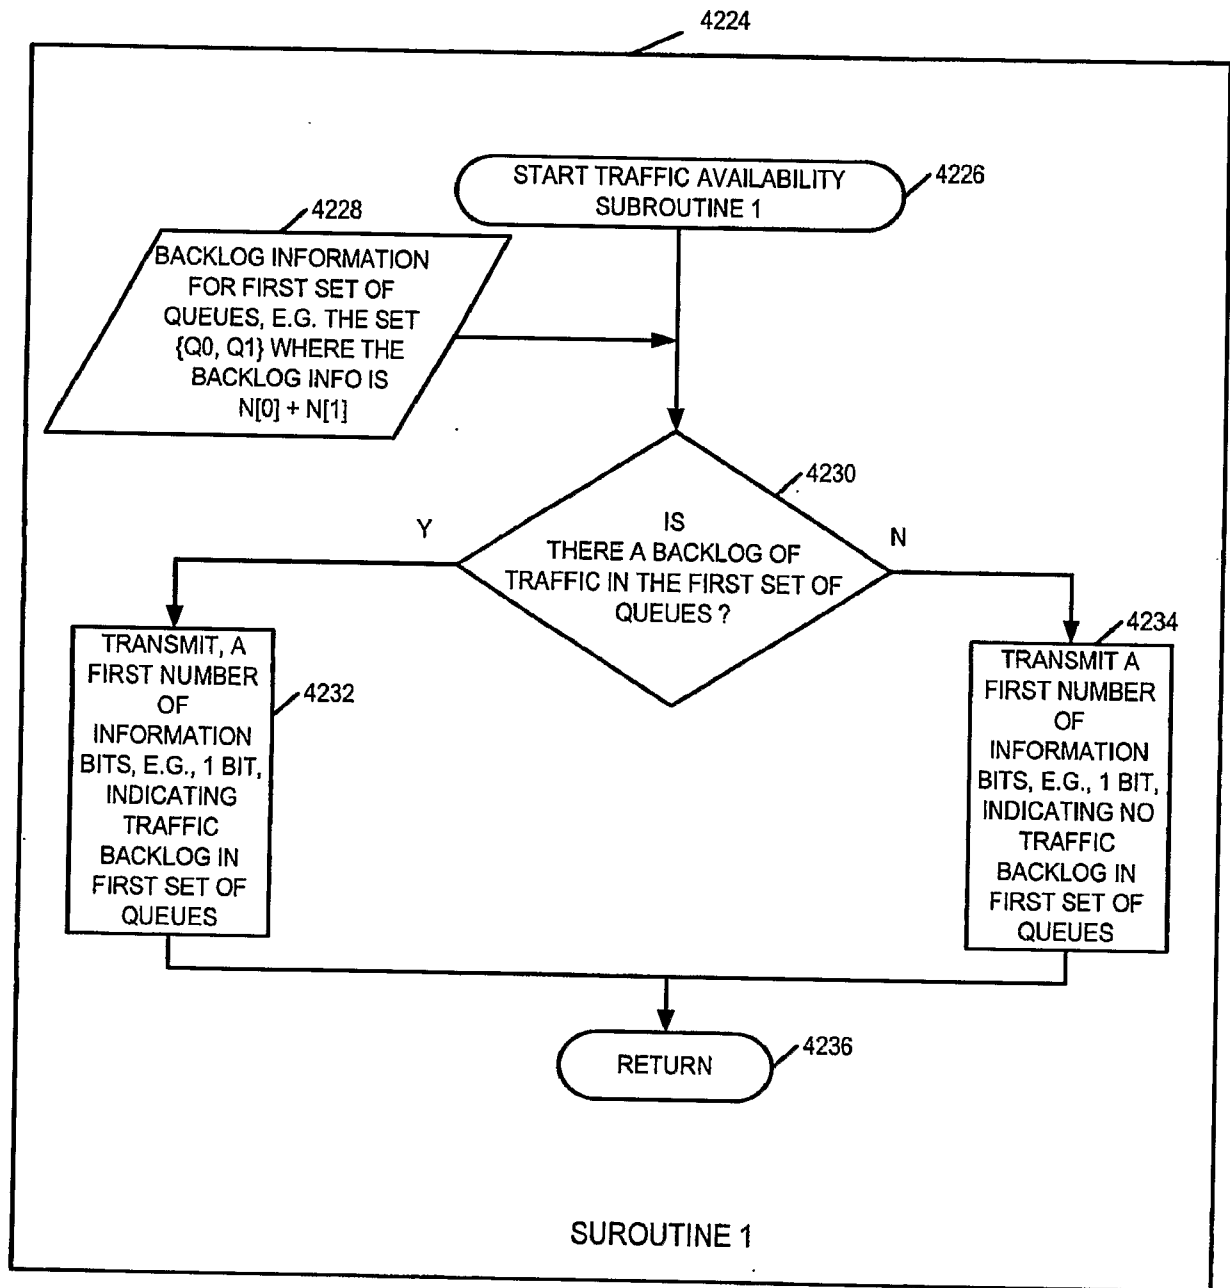 4224
START TRAFFIC AVAILABILITY
SUBROUTINE 1
4226
4228
BACKLOG INFORMATION
FOR FIRST SET OF
QUEUES, E.G. THE SET
{Q0, Q1} WHERE THE
BACKLOG INFO IS
N[0] + N[1]
4230
IS
THERE A BACKLOG OF
TRAFFIC IN THE FIRST SET OF
QUEUES ?
Y
N
TRANSMIT, A
FIRST NUMBER
OF
INFORMATION
BITS, E.G., 1 BIT,
INDICATING
TRAFFIC
BACKLOG IN
FIRST SET OF
QUEUES
4232
4234
TRANSMIT A
FIRST NUMBER
OF
INFORMATION
BITS, E.G., 1 BIT,
INDICATING NO
TRAFFIC
BACKLOG IN
FIRST SET OF
QUEUES
RETURN
4236
SUROUTINE 1